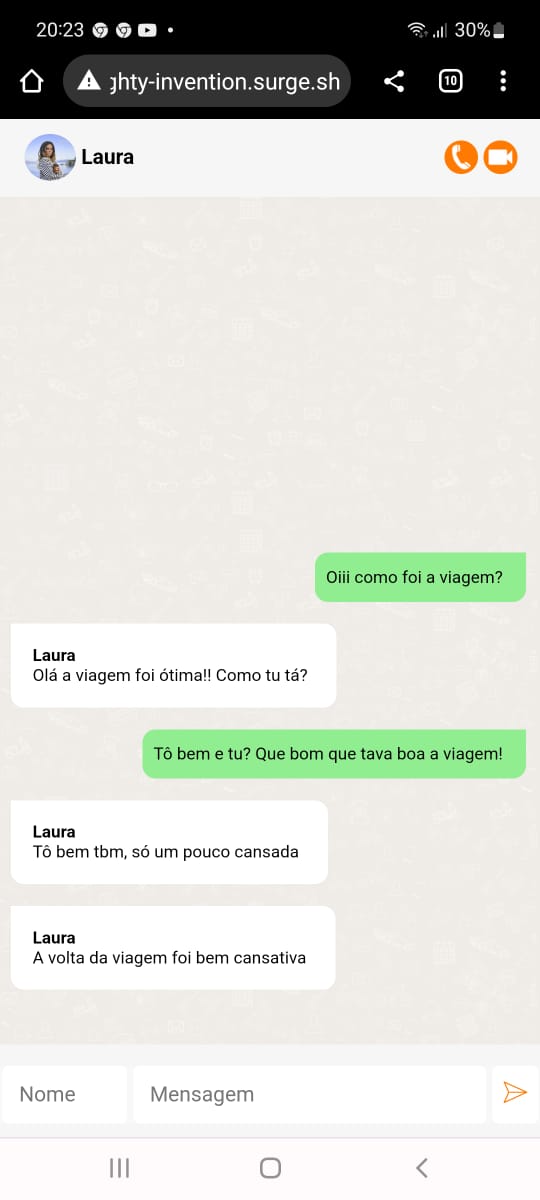 20:23 30%
ghty-invention.surge.sh 10
Laura
Oiii como foi a viagem?
Laura
Olá a viagem foi ótima!! Como tu tá?
Tô bem e tu? Que bom que tava boa a viagem!
Laura
Tô bem tbm, só um pouco cansada
Laura
A volta da viagem foi bem cansativa
Nome Mensagem